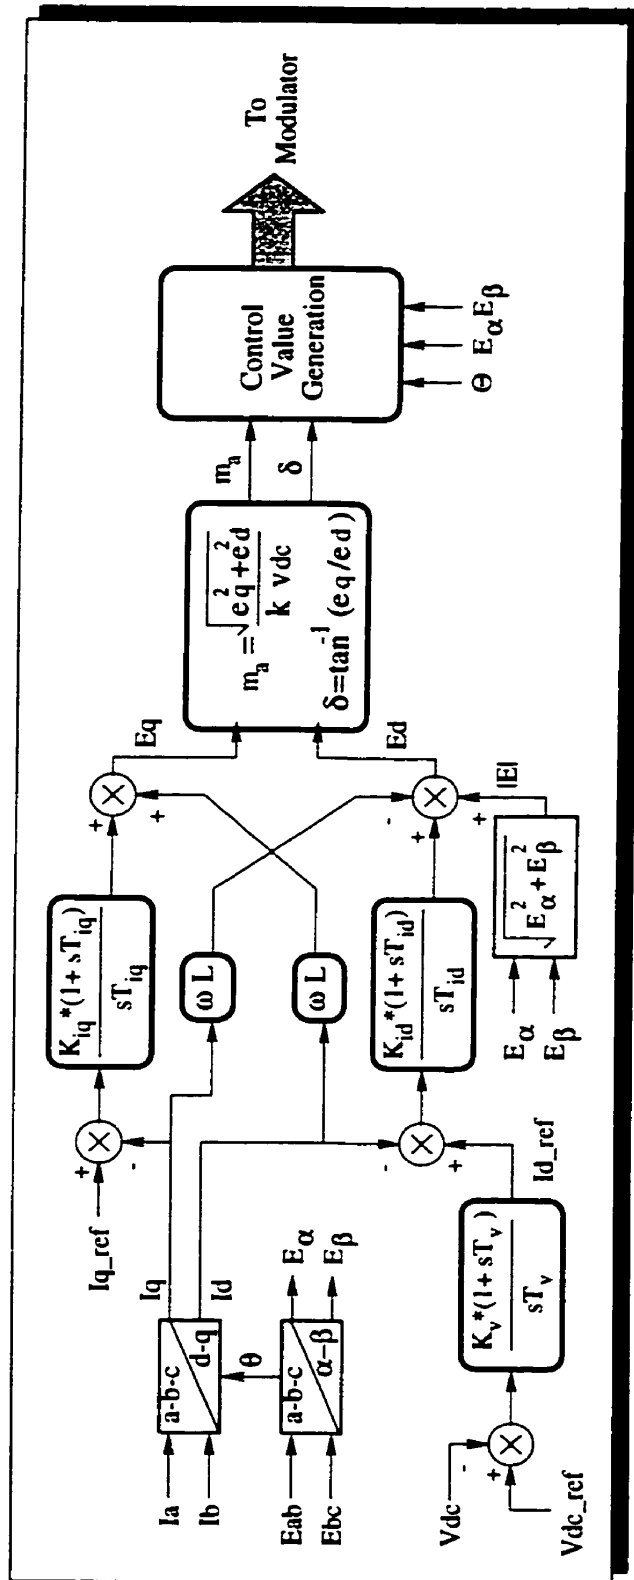 Ia
Ib
a-b-c
d-q
Iq
Id
θ
Eab
Ebc
a-b-c
α-β
Eα
Eβ
Vdc
Vdc_ref
-
+
Kv*(1+sTv)
sTv
Id_ref
Iq_ref
+
-
-
+
Kiq*(1+sTiq)
sTiq
ω L
ω L
Kid*(1+sTid)
sTid
Eα
Eβ
√Eα²+Eβ²
|E|
+
+
-
+
+
Eq
Ed
ma=√eq²+ed²
k vdc
δ=tan⁻¹ (eq/ed)
ma
δ
Control
Value
Generation
Θ
Eα Eβ
To
Modulator